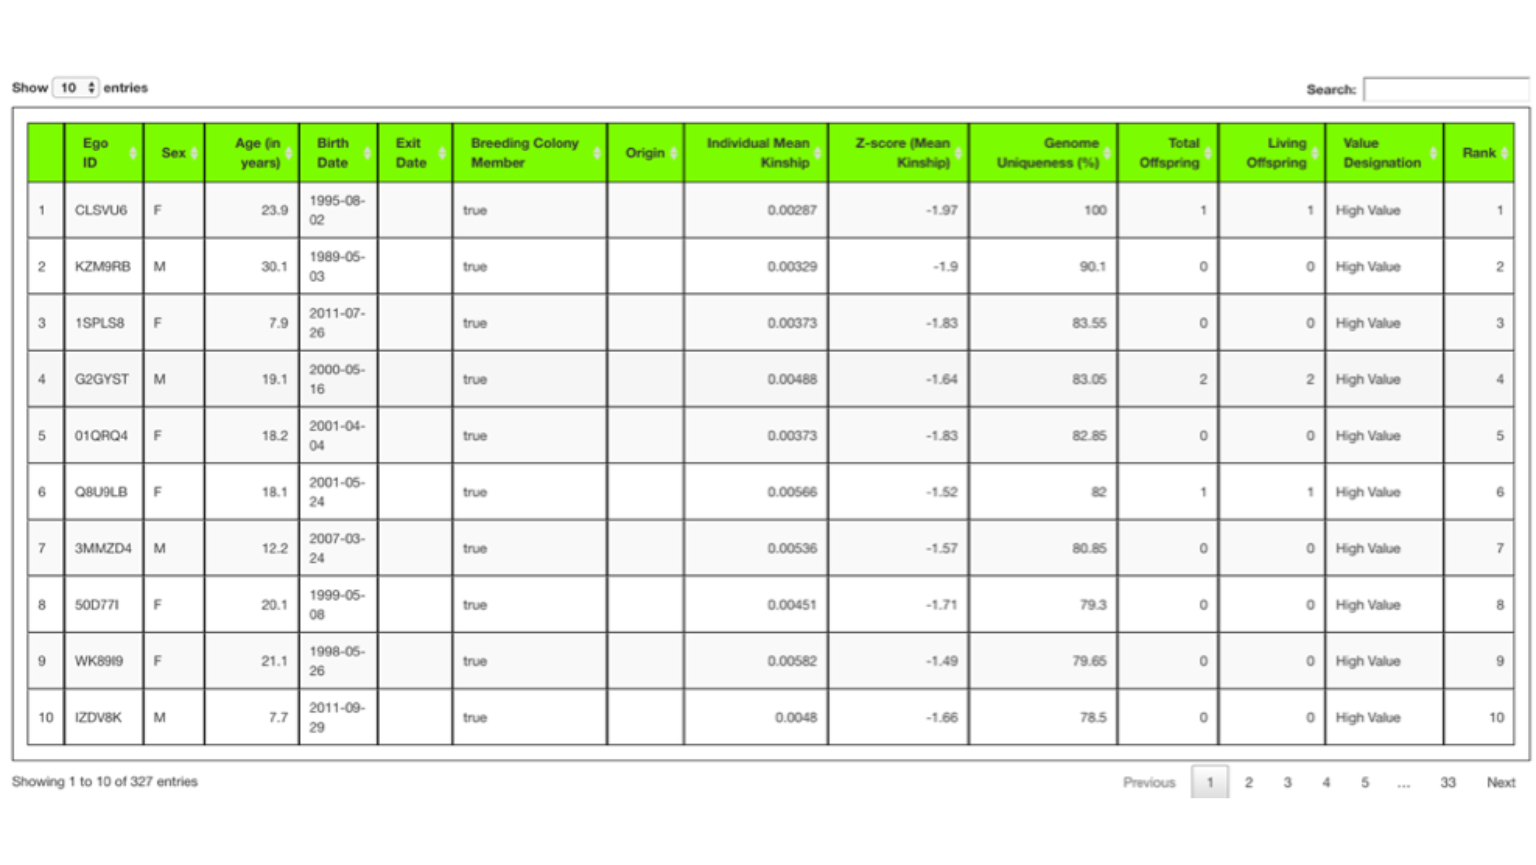 Show 10 entries
Search:
Ego ID Sex Age (in years) Birth Date Exit Date Breeding Colony Member Origin Individual Mean Kinship Z-score (Mean Kinship) Genome Uniqueness (%) Total Offspring Living Offspring Value Designation Rank
1 CLSVU6 F 23.9 1995-08-02 true 0.00287 -1.97 100 1 1 High Value 1
2 KZM9RB M 30.1 1989-05-03 true 0.00329 -1.9 90.1 0 0 High Value 2
3 1SPLS8 F 7.9 2011-07-26 true 0.00373 -1.83 83.55 0 0 High Value 3
4 G2GYST M 19.1 2000-05-16 true 0.00488 -1.64 83.05 2 2 High Value 4
5 01QRQ4 F 18.2 2001-04-04 true 0.00373 -1.83 82.85 0 0 High Value 5
6 Q8U9LB F 18.1 2001-05-24 true 0.00566 -1.52 82 1 1 High Value 6
7 3MMZD4 M 12.2 2007-03-24 true 0.00536 -1.57 80.85 0 0 High Value 7
8 50D77I F 20.1 1999-05-08 true 0.00451 -1.71 79.3 0 0 High Value 8
9 WK89I9 F 21.1 1998-05-26 true 0.00582 -1.49 79.65 0 0 High Value 9
10 IZDV8K M 7.7 2011-09-29 true 0.0048 -1.66 78.5 0 0 High Value 10
Showing 1 to 10 of 327 entries
Previous 1 2 3 4 5 ... 33 Next